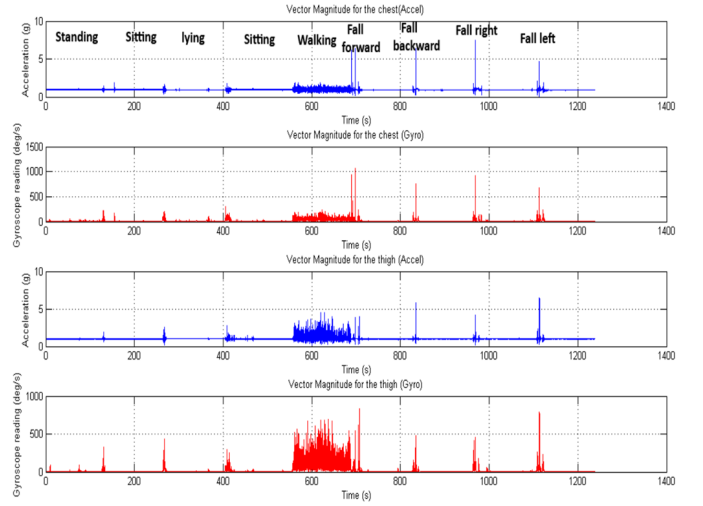 Vector Magnitude for the chest(Accel)
10
5
0
Acceleration (g)
Standing
Sitting
lying
Sitting
Walking
Fall
forward
Fall
backward
Fall right
Fall left
0 200 400 600 800 1000 1200 1400
Time (s)
Vector Magnitude for the chest (Gyro)
1500
1000
500
0
Gyroscope reading (deg/s)
0 200 400 600 800 1000 1200 1400
Time (s)
Vector Magnitude for the thigh (Accel)
10
5
0
Acceleration (g)
0 200 400 600 800 1000 1200 1400
Time (s)
Vector Magnitude for the thigh (Gyro)
1000
500
0
Gyroscope reading (deg/s)
0 200 400 600 800 1000 1200 1400
Time (s)